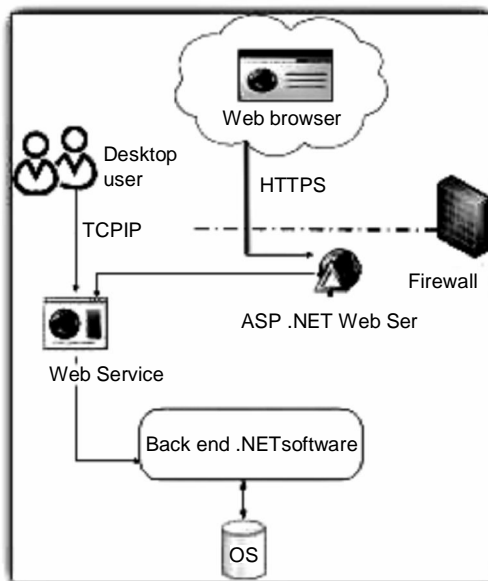 Web browser
Desktop
user
HTTPS
TCPIP
Firewall
ASP .NET Web Ser
Web Service
Back end .NETsoftware
OS